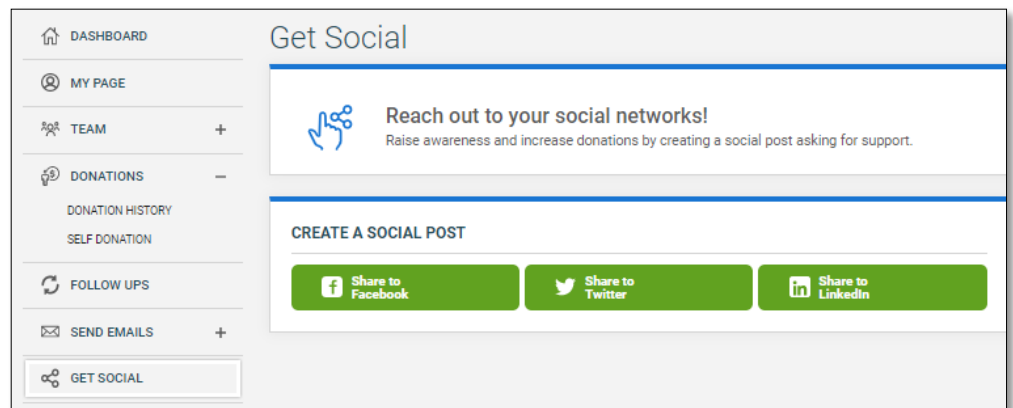 DASHBOARD
MY PAGE
TEAM +
DONATIONS –
DONATION HISTORY
SELF DONATION
FOLLOW UPS
SEND EMAILS +
GET SOCIAL
Get Social
Reach out to your social networks!
Raise awareness and increase donations by creating a social post asking for support.
CREATE A SOCIAL POST
Share to
Facebook
Share to
Twitter
Share to
LinkedIn